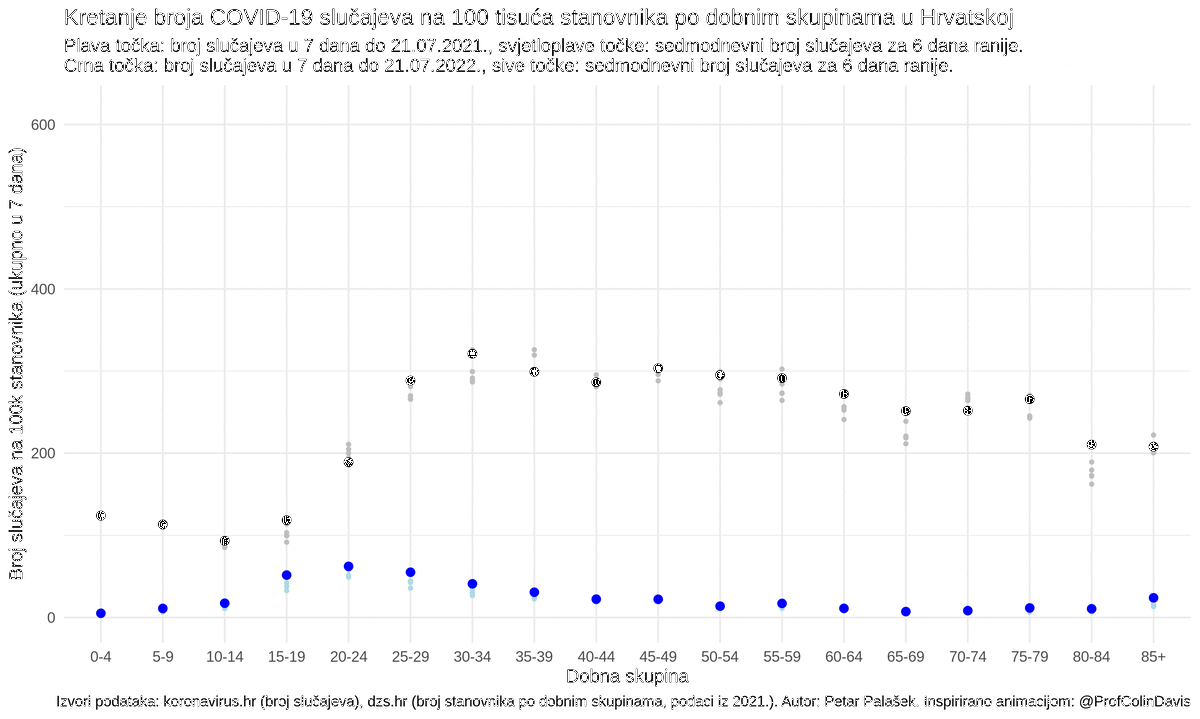 Kretanje broja COVID-19 slučajeva na 100 tisuća stanovnika po dobnim skupinama u Hrvatskoj
Plava točka: broj slučajeva u 7 dana do 21.07.2021., svjetloplave točke: sedmodnevni broj slučajeva za 6 dana ranije.
Crna točka: broj slučajeva u 7 dana do 21.07.2022., sive točke: sedmodnevni broj slučajeva za 6 dana ranije.
Broj slučajeva na 100k stanovnika (ukupno u 7 dana)
600
400
200
0
0-4 5-9 10-14 15-19 20-24 25-29 30-34 35-39 40-44 45-49 50-54 55-59 60-64 65-69 70-74 75-79 80-84 85+
Dobna skupina
Izvori podataka: koronavirus.hr (broj slučajeva), dzs.hr (broj stanovnika po dobnim skupinama, podaci iz 2021.). Autor: Petar Palašek. Inspirirano animacijom: @ProfColinDavis